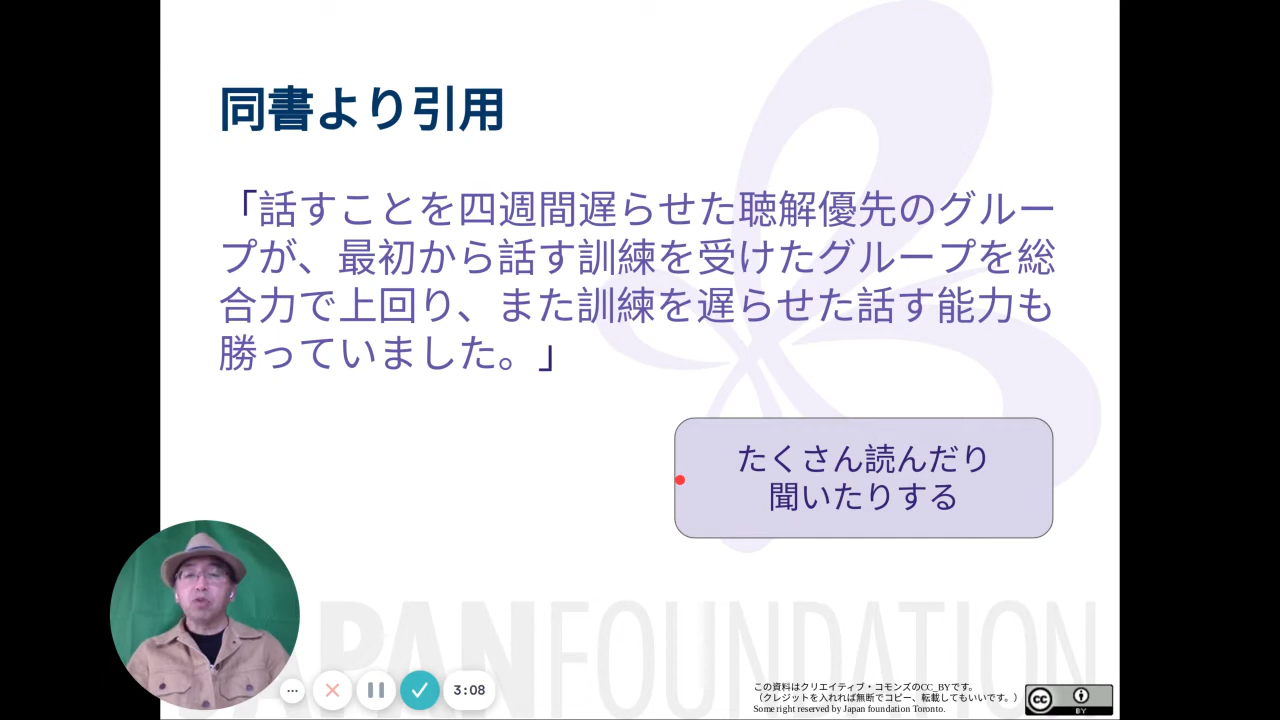 同書より引用
「話すことを四週間遅らせた聴解優先のグルー
プが、最初から話す訓練を受けたグループを総
合力で上回り、また訓練を遅らせた話す能力も
勝っていました。」
たくさん読んだり
聞いたりする
JAPAN FOUNDATION
3:08
この資料はクリエイティブ・コモンズのCC_BYです。
（クレジットを入れれば無断でコピー、転載してもいいです。）
Some right reserved by Japan foundation Toronto.
cc
BY